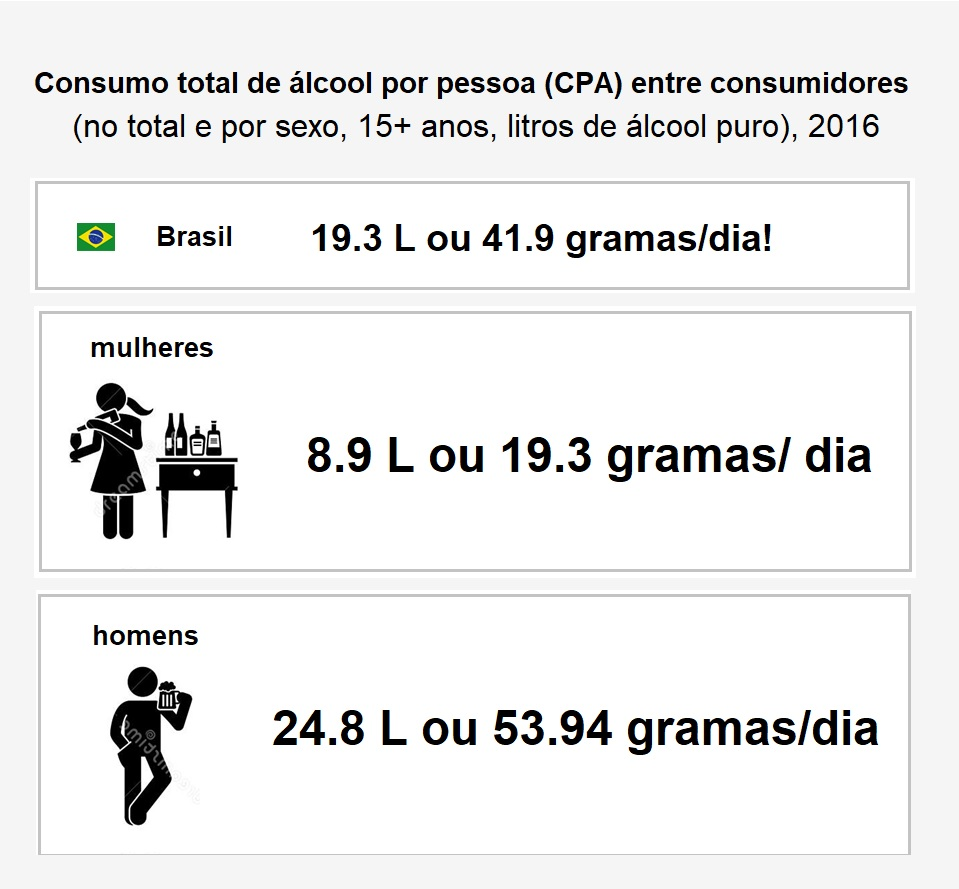 Consumo total de álcool por pessoa (CPA) entre consumidores
(no total e por sexo, 15+ anos, litros de álcool puro), 2016
Brasil 19.3 L ou 41.9 gramas/dia!
mulheres
8.9 L ou 19.3 gramas/ dia
homens
24.8 L ou 53.94 gramas/dia